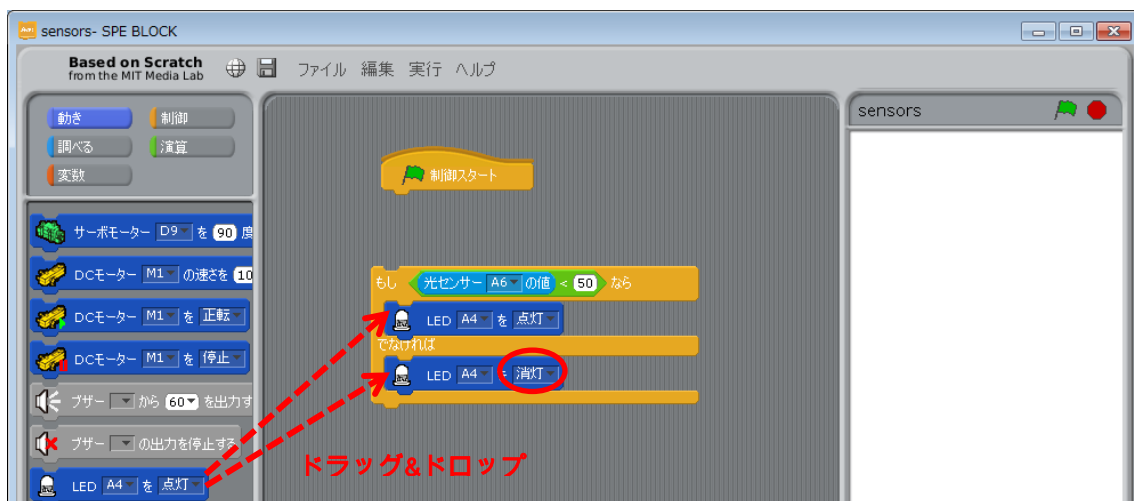 sensors- SPE BLOCK
Based on Scratch
from the MIT Media Lab
ファイル 編集 実行 ヘルプ
動き 制御
調べる 演算
変数
サーボモーター D9 を 90 度
DCモーター M1 の速さを 10
DCモーター M1 を 正転
DCモーター M1 を 停止
ブザー から 60 を出力す
ブザー の出力を停止する
LED A4 を 点灯
制御スタート
もし 光センサー A6 の値 < 50 なら
LED A4 を 点灯
でなければ
LED A4 を 消灯
ドラッグ&ドロップ
sensors